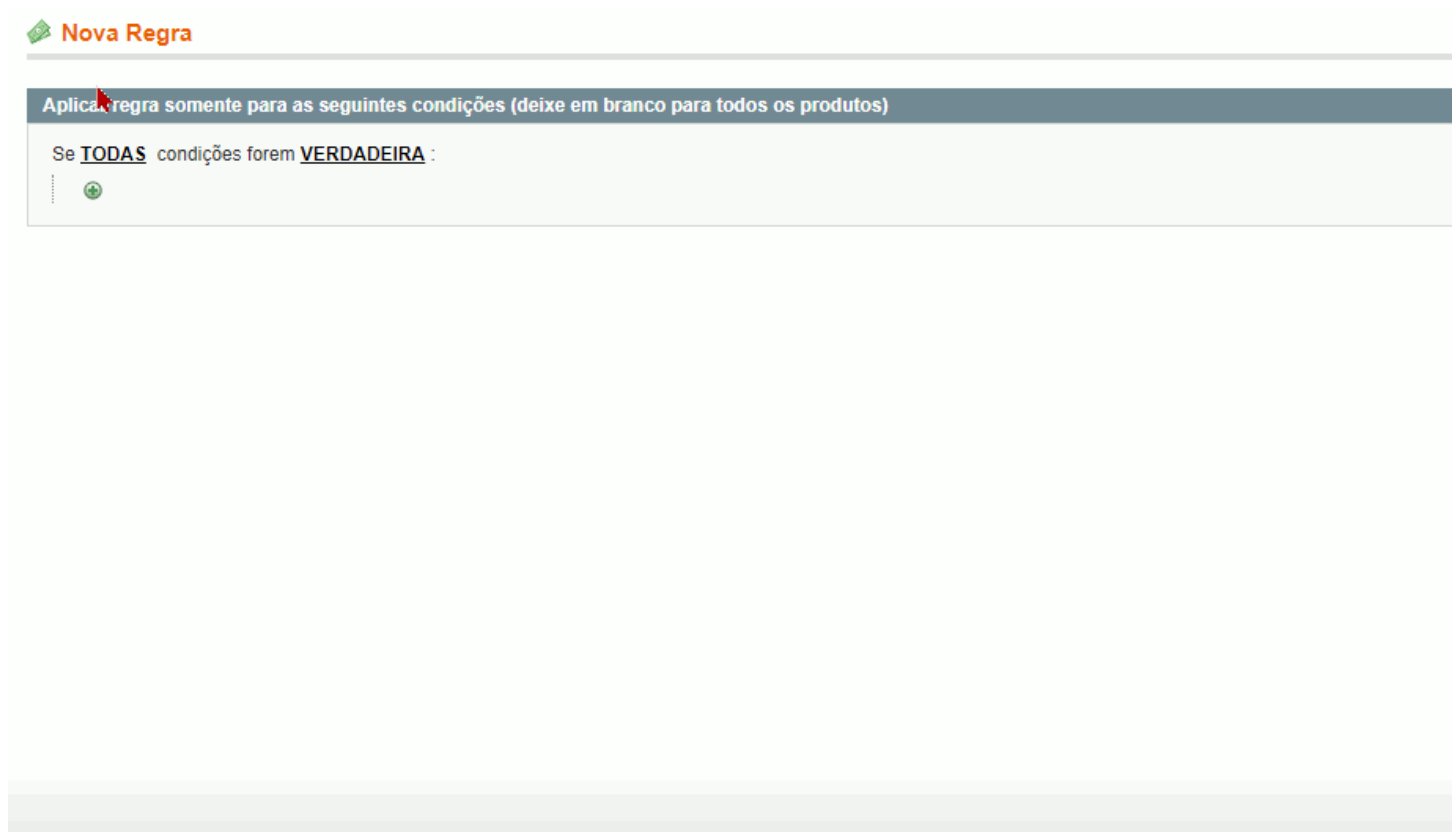 Nova Regra
Aplicar regra somente para as seguintes condições (deixe em branco para todos os produtos)
Se TODAS condições forem VERDADEIRA :